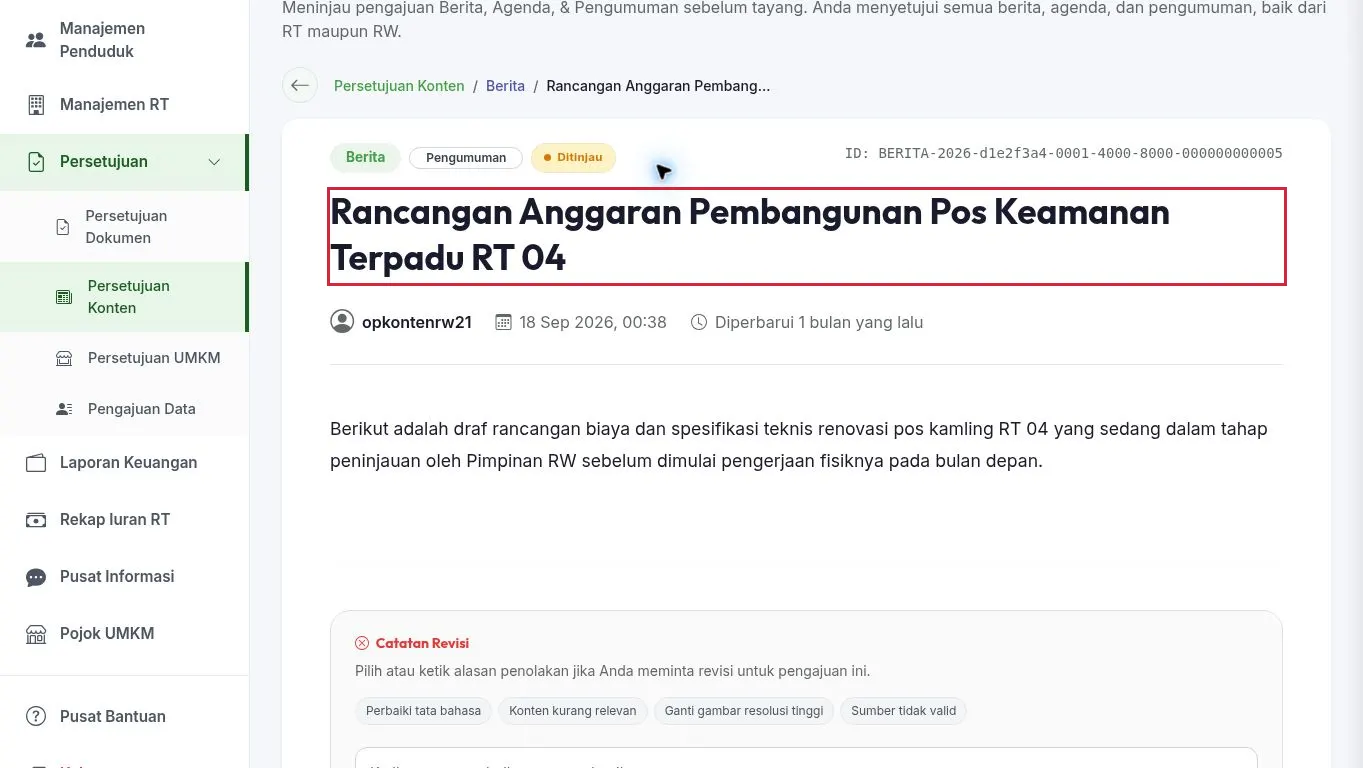 Manajemen
Penduduk
Manajemen RT
Persetujuan
Persetujuan
Dokumen
Persetujuan
Konten
Persetujuan UMKM
Pengajuan Data
Laporan Keuangan
Rekap Iuran RT
Pusat Informasi
Pojok UMKM
Pusat Bantuan
Meninjau pengajuan Berita, Agenda, & Pengumuman sebelum tayang. Anda menyetujui semua berita, agenda, dan pengumuman, baik dari
RT maupun RW.
Persetujuan Konten / Berita / Rancangan Anggaran Pembang...
Berita Pengumuman Ditinjau ID: BERITA-2026-d1e2f3a4-0001-4000-8000-000000000005
Rancangan Anggaran Pembangunan Pos Keamanan
Terpadu RT 04
opkontenrw21 18 Sep 2026, 00:38 Diperbarui 1 bulan yang lalu
Berikut adalah draf rancangan biaya dan spesifikasi teknis renovasi pos kamling RT 04 yang sedang dalam tahap
peninjauan oleh Pimpinan RW sebelum dimulai pengerjaan fisiknya pada bulan depan.
Catatan Revisi
Pilih atau ketik alasan penolakan jika Anda meminta revisi untuk pengajuan ini.
Perbaiki tata bahasa Konten kurang relevan Ganti gambar resolusi tinggi Sumber tidak valid